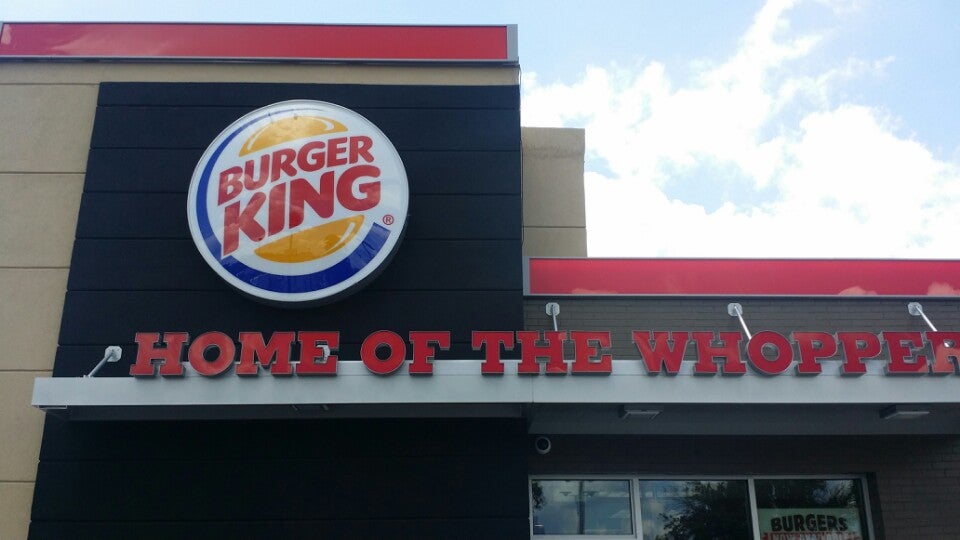 BURGER
KING
®
HOME OF THE WHOPPER
BURGERS